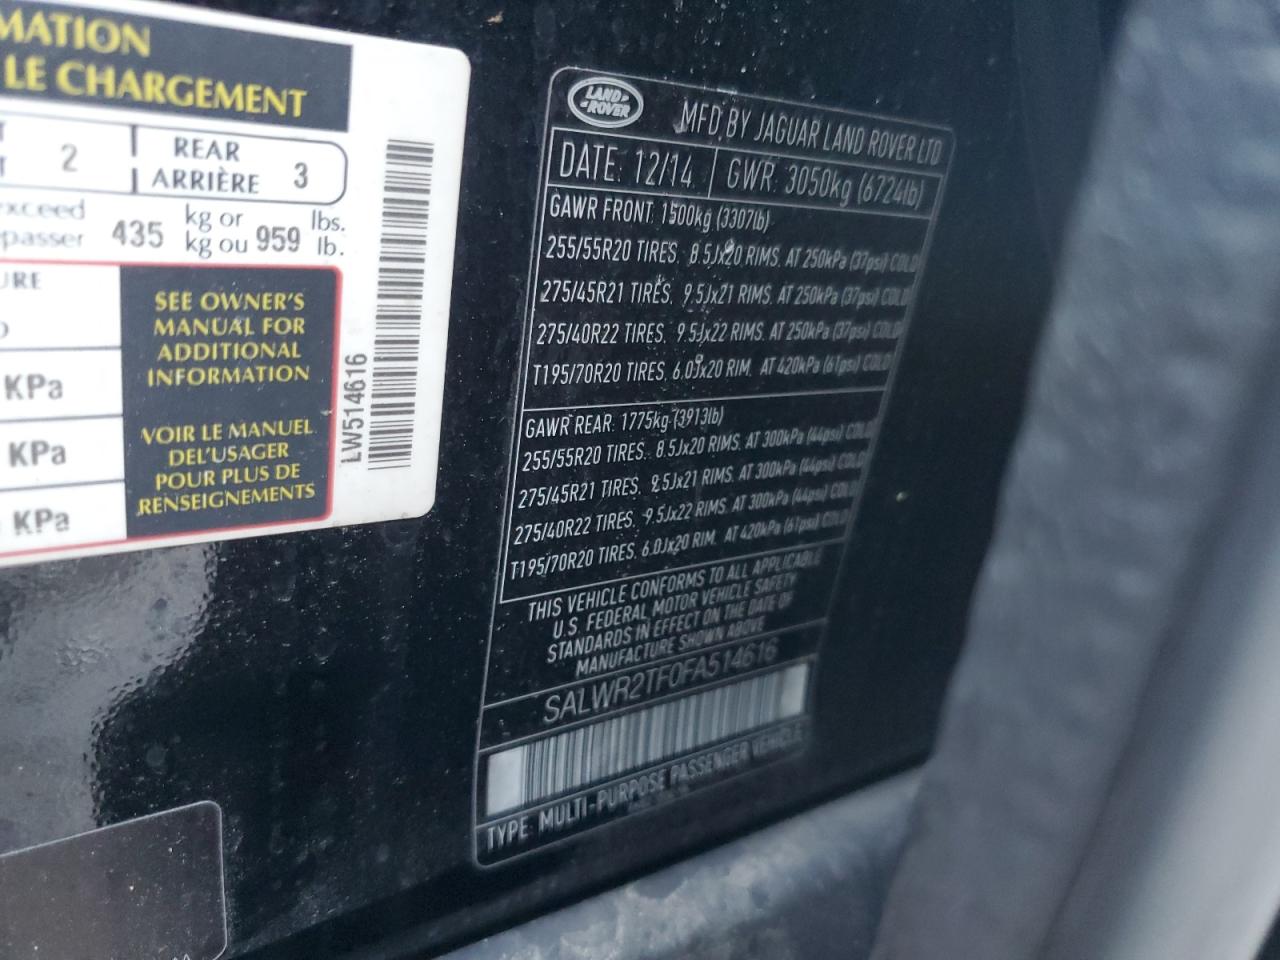 MATION
LE CHARGEMENT
2
REAR
ARRIÈRE
3
exceed
passer
435
kg or
kg ou
959
lbs.
lb.
URE
SEE OWNER'S
MANUAL FOR
ADDITIONAL
INFORMATION
VOIR LE MANUEL
DEL'USAGER
POUR PLUS DE
RENSEIGNEMENTS
KPa
KPa
KPa
LW514616
LAND
ROVER
MFD BY JAGUAR LAND ROVER LTD
DATE: 12/14
GWR: 3050kg (6724lb)
GAWR FRONT: 1500kg (3307lb)
255/55R20 TIRES. 8.5Jx20 RIMS. AT 250kPa (37psi) COLD
275/45R21 TIRES. 9.5Jx21 RIMS. AT 250kPa (37psi) COLD
275/40R22 TIRES. 9.5Jx22 RIMS. AT 250kPa (37psi) COLD
T195/70R20 TIRES. 6.0Jx20 RIM. AT 420kPa (61psi) COLD
GAWR REAR: 1775kg (3913lb)
255/55R20 TIRES. 8.5Jx20 RIMS. AT 300kPa (44psi) COLD
275/45R21 TIRES. 9.5Jx21 RIMS. AT 300kPa (44psi) COLD
275/40R22 TIRES. 9.5Jx22 RIMS. AT 300kPa (44psi) COLD
T195/70R20 TIRES. 6.0Jx20 RIM. AT 420kPa (61psi) COLD
THIS VEHICLE CONFORMS TO ALL APPLICABLE
U.S. FEDERAL MOTOR VEHICLE SAFETY
STANDARDS IN EFFECT ON THE DATE OF
MANUFACTURE SHOWN ABOVE
SALWR2TF0FA514616
TYPE: MULTI-PURPOSE PASSENGER VEHICLE